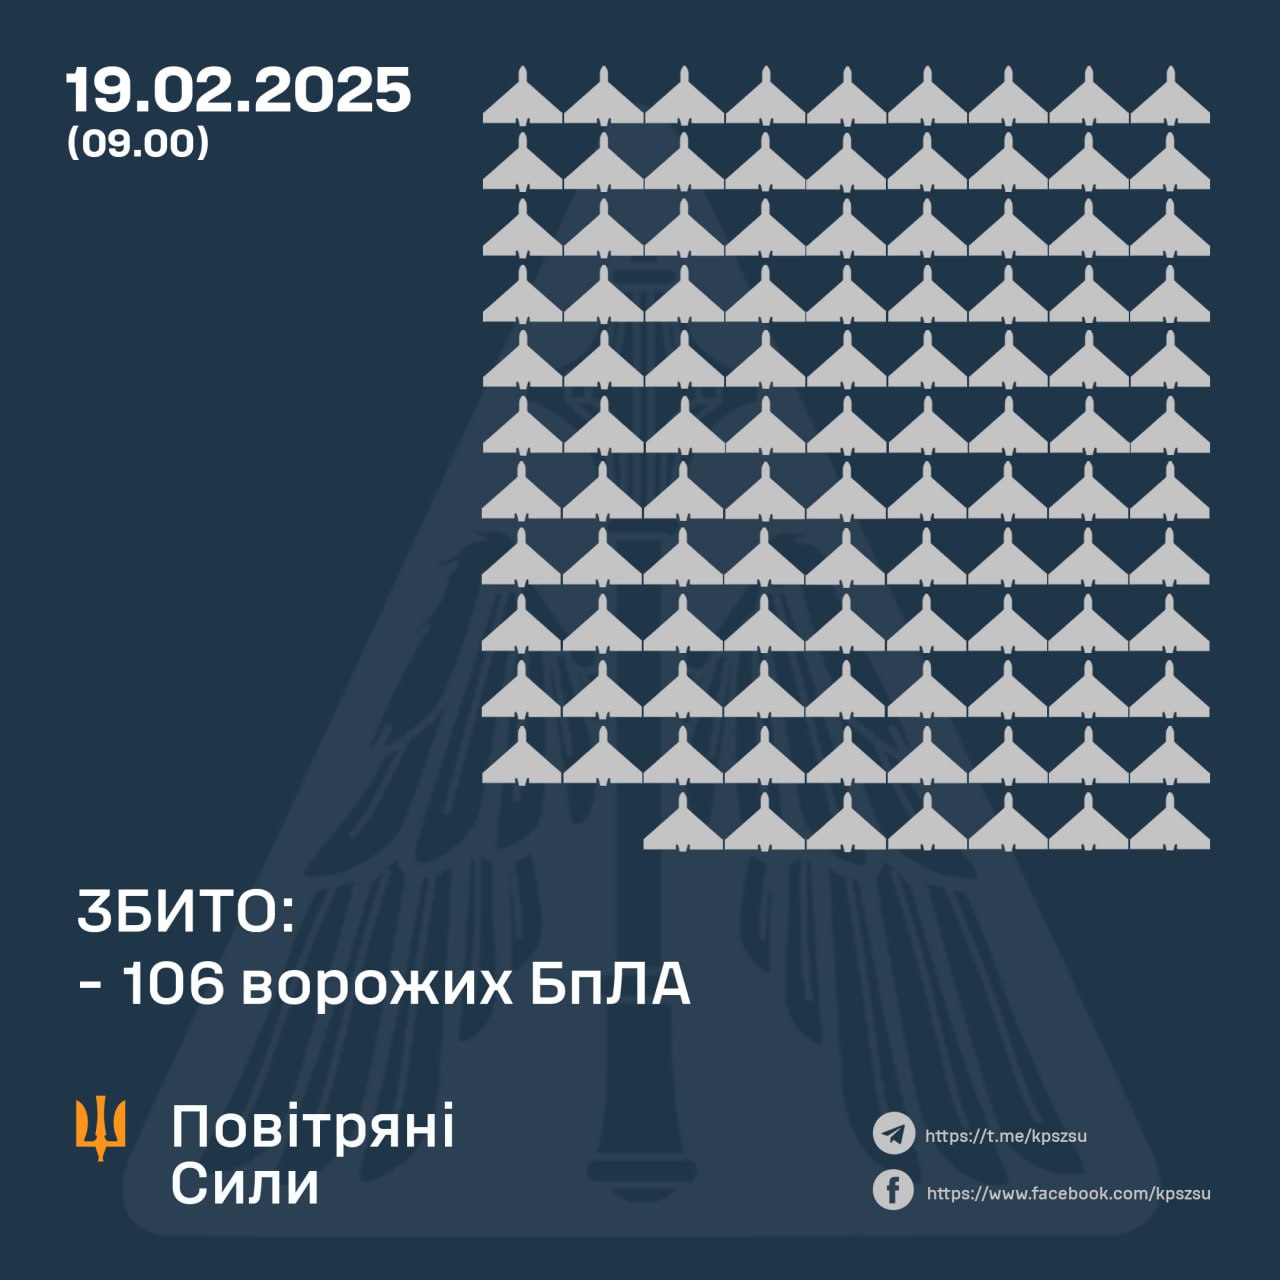 19.02.2025
(09.00)
ЗБИТО:
- 106 ворожих БпЛА
Повітряні
Сили
https://t.me/kpszsu
https://www.facebook.com/kpszsu